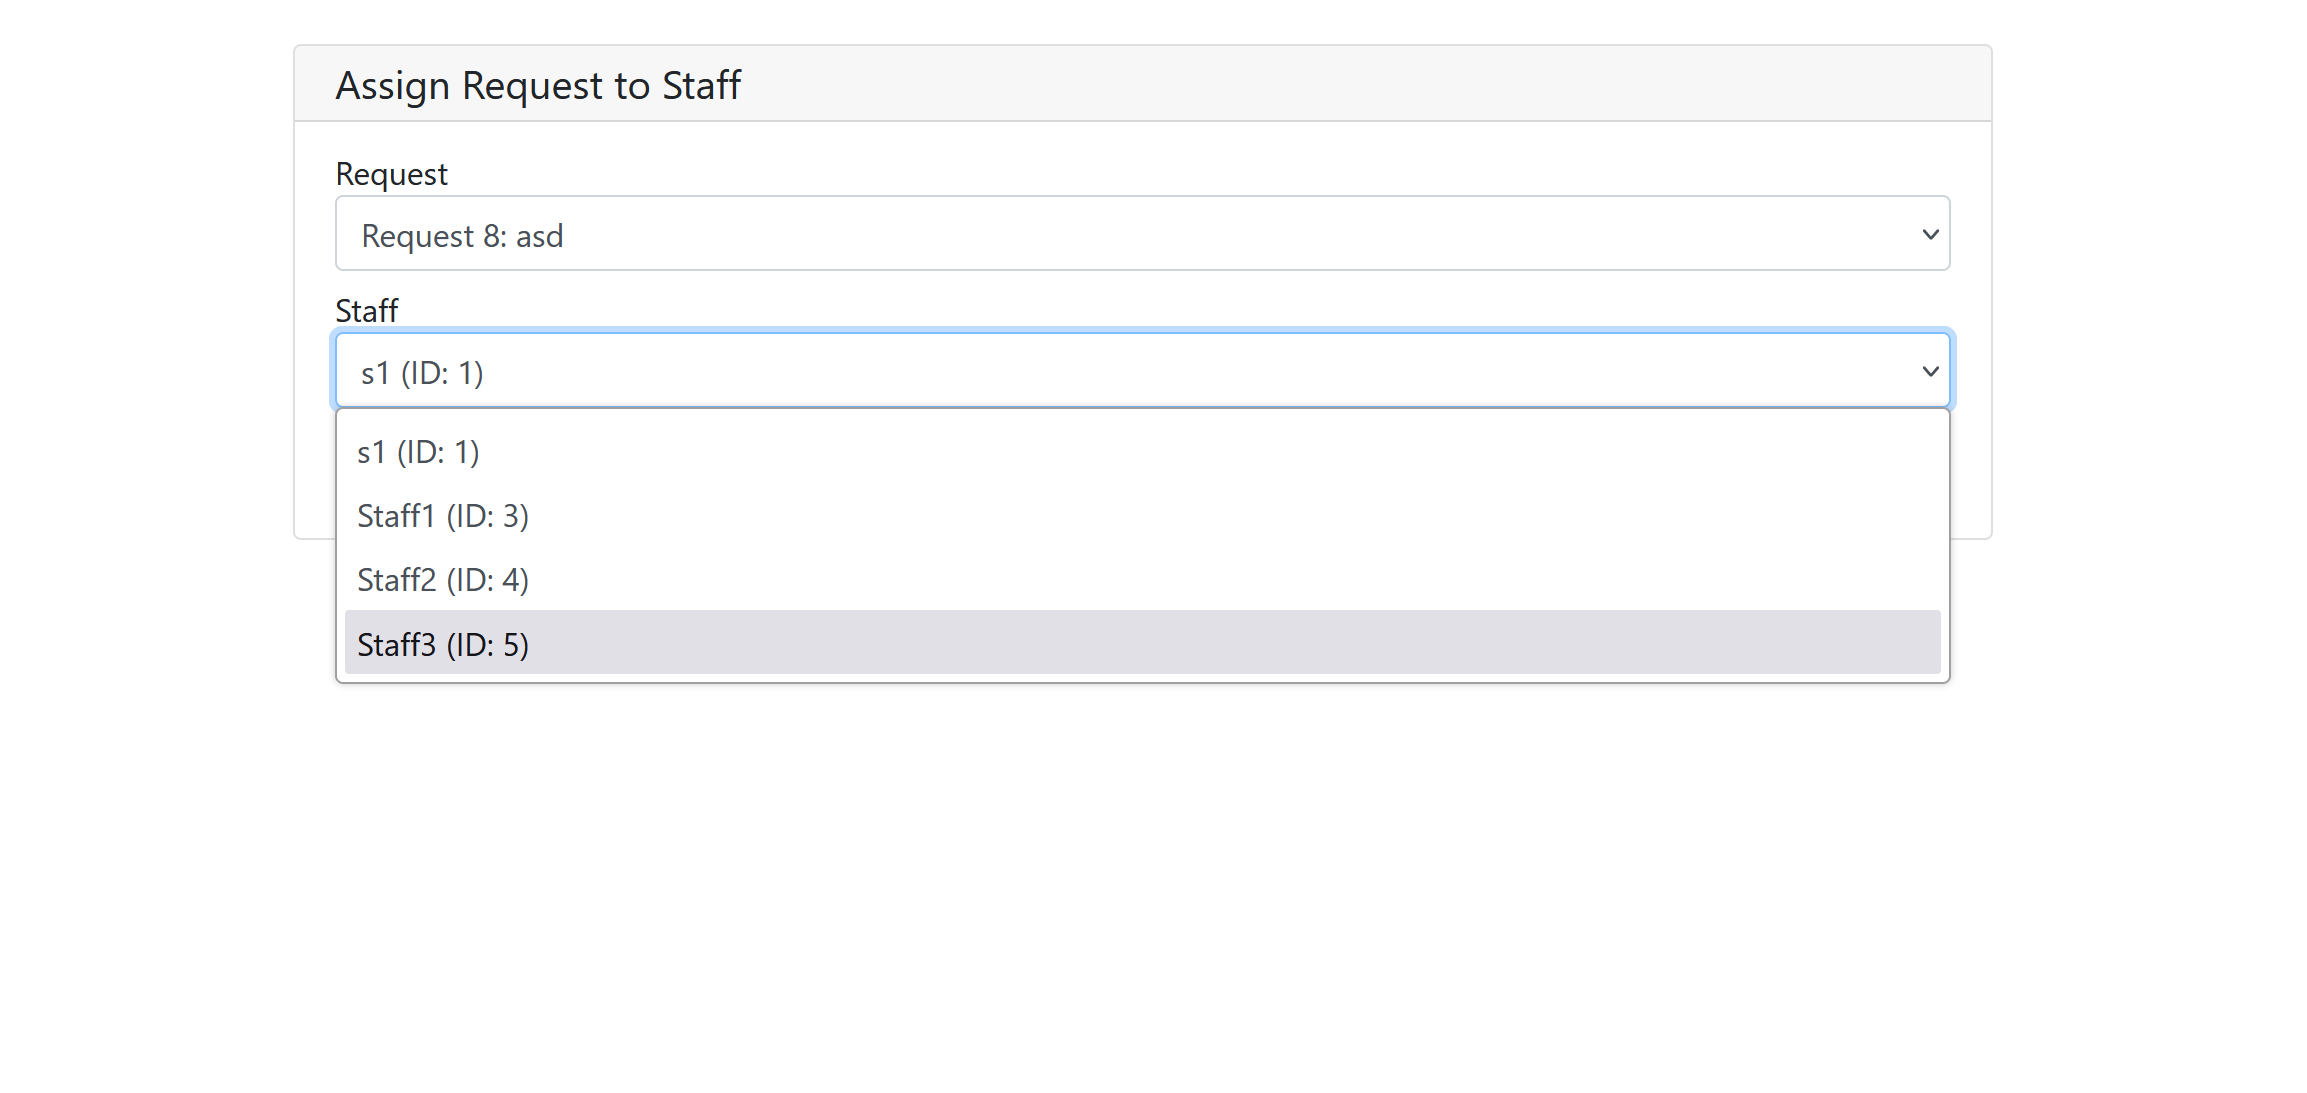 Assign Request to Staff
Request
Request 8: asd
Staff
s1 (ID: 1)
s1 (ID: 1)
Staff1 (ID: 3)
Staff2 (ID: 4)
Staff3 (ID: 5)